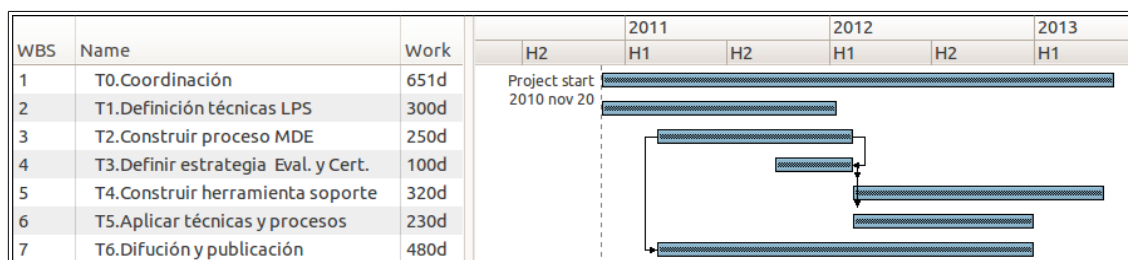 2011 2012 2013
WBS Name Work H2 H1 H2 H1 H2 H1
1 T0.Coordinación 651d Project start
2010 nov 20
2 T1.Definición técnicas LPS 300d
3 T2.Construir proceso MDE 250d
4 T3.Definir estrategia Eval. y Cert. 100d
5 T4.Construir herramienta soporte 320d
6 T5.Aplicar técnicas y procesos 230d
7 T6.Difución y publicación 480d